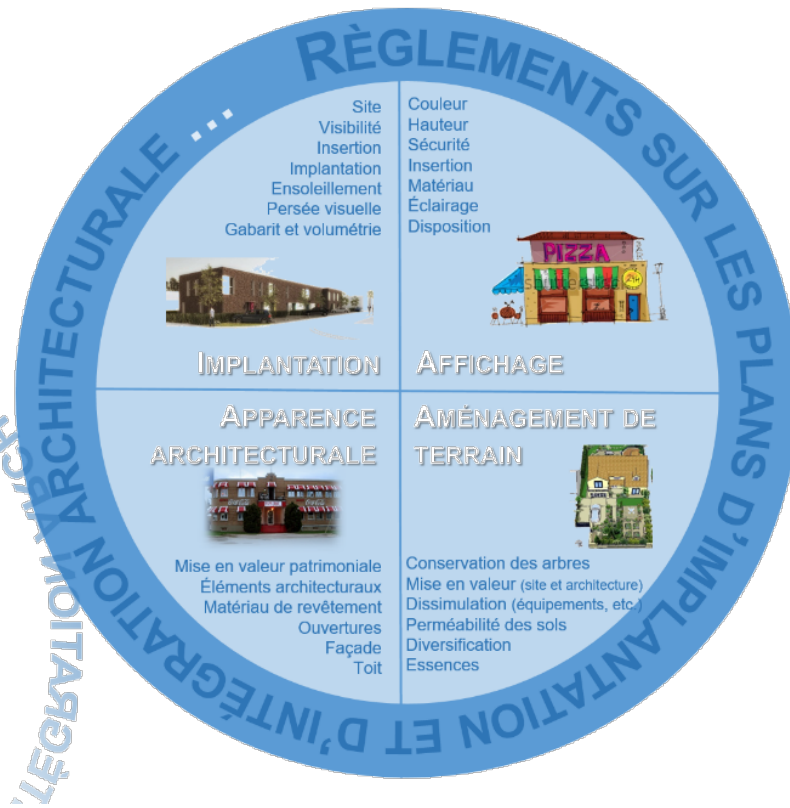 RÈGLEMENTS SUR LES PLANS D'IMPLANTATION ET D'INTÉGRATION ARCHITECTURALE ...
Site
Visibilité
Insertion
Implantation
Ensoleillement
Persée visuelle
Gabarit et volumétrie
IMPLANTATION
Couleur
Hauteur
Sécurité
Insertion
Matériau
Éclairage
Disposition
PIZZA
AFFICHAGE
APPARENCE
ARCHITECTURALE
Mise en valeur patrimoniale
Éléments architecturaux
Matériau de revêtement
Ouvertures
Façade
Toit
AMÉNAGEMENT DE
TERRAIN
Conservation des arbres
Mise en valeur (site et architecture)
Dissimulation (équipements, etc.)
Perméabilité des sols
Diversification
Essences